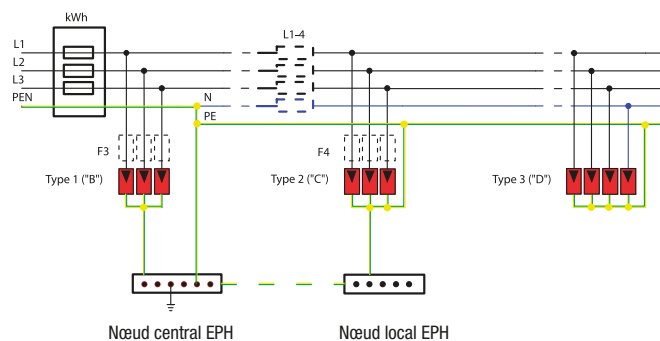 kWh
L1-4
L1
L2
L3
PEN
N
PE
F3
F4
Type 1 ("B")
Type 2 ("C")
Type 3 ("D")
Nœud central EPH
Nœud local EPH